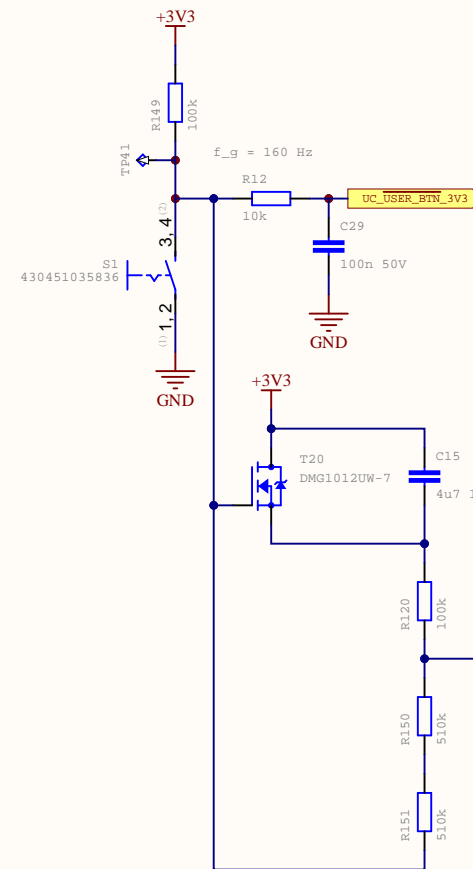 +3V3
R149
100k
TP41
f_g = 160 Hz
R12
10k
UC_USER_BTN_3V3
C29
100n 50V
GND
3, 4
(2)
S1
430451035836
1, 2
(1)
GND
+3V3
T20
DMG1012UW-7
C15
4u7 1
R120
100k
R150
510k
R151
510k